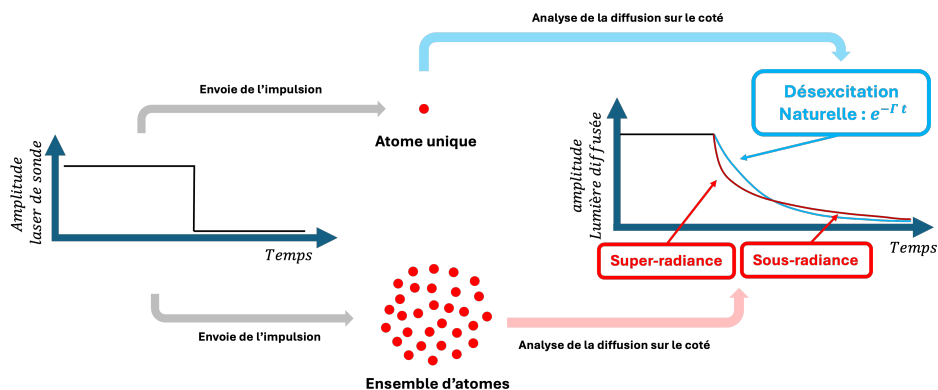 Analyse de la diffusion sur le coté
Envoie de l'impulsion
Atome unique
Désexcitation
Naturelle : e^{-Γ t}
Amplitude
laser de sonde
Temps
amplitude
Lumière diffusée
Temps
Super-radiance
Sous-radiance
Envoie de l'impulsion
Analyse de la diffusion sur le coté
Ensemble d'atomes